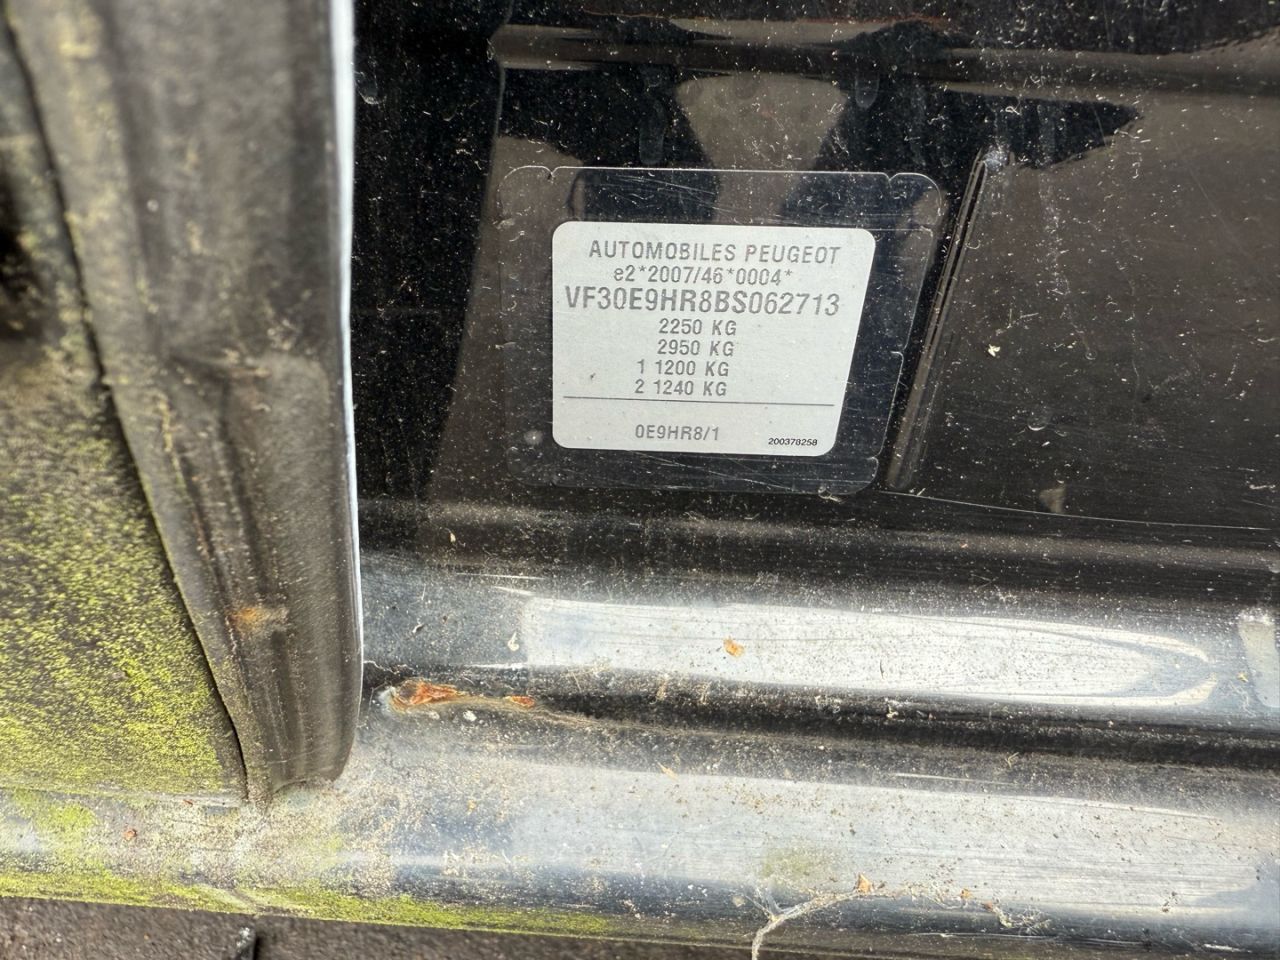 AUTOMOBILES PEUGEOT
e2*2007/46*0004*
VF30E9HR8BS062713
2250 KG
2950 KG
1 1200 KG
2 1240 KG
0E9HR8/1
200378258